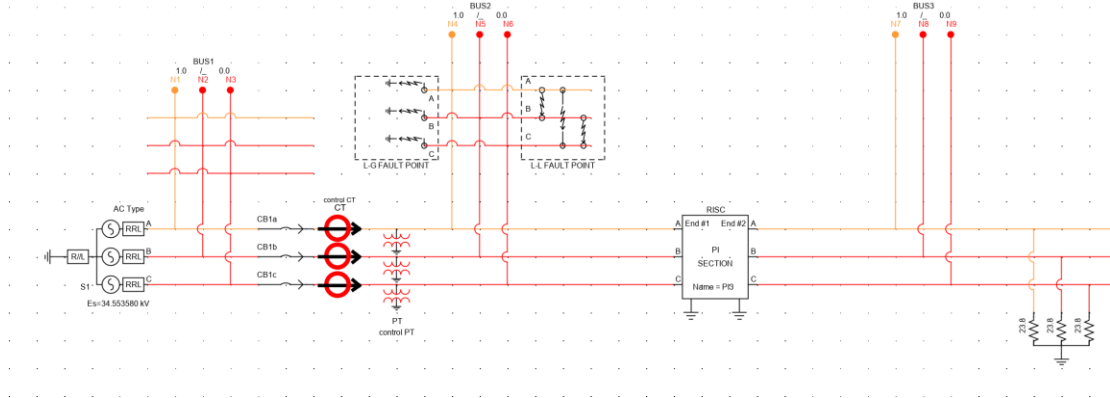 BUS2
1.0 /_ 0.0
N4 N5 N6
BUS3
1.0 /_ 0.0
N7 N8 N9
BUS1
1.0 /_ 0.0
N1 N2 N3
A
B
C
L-G FAULT POINT
A
B
C
L-L FAULT POINT
AC Type
RRL A
R//L RRL B
RRL C
S1
Es=34.553580 kV
CB1a
CB1b
CB1c
control CT
CT
PT
control PT
RISC
A End #1 End #2 A
B PI B
SECTION
C Name = PI3 C
23.8 23.8 23.8